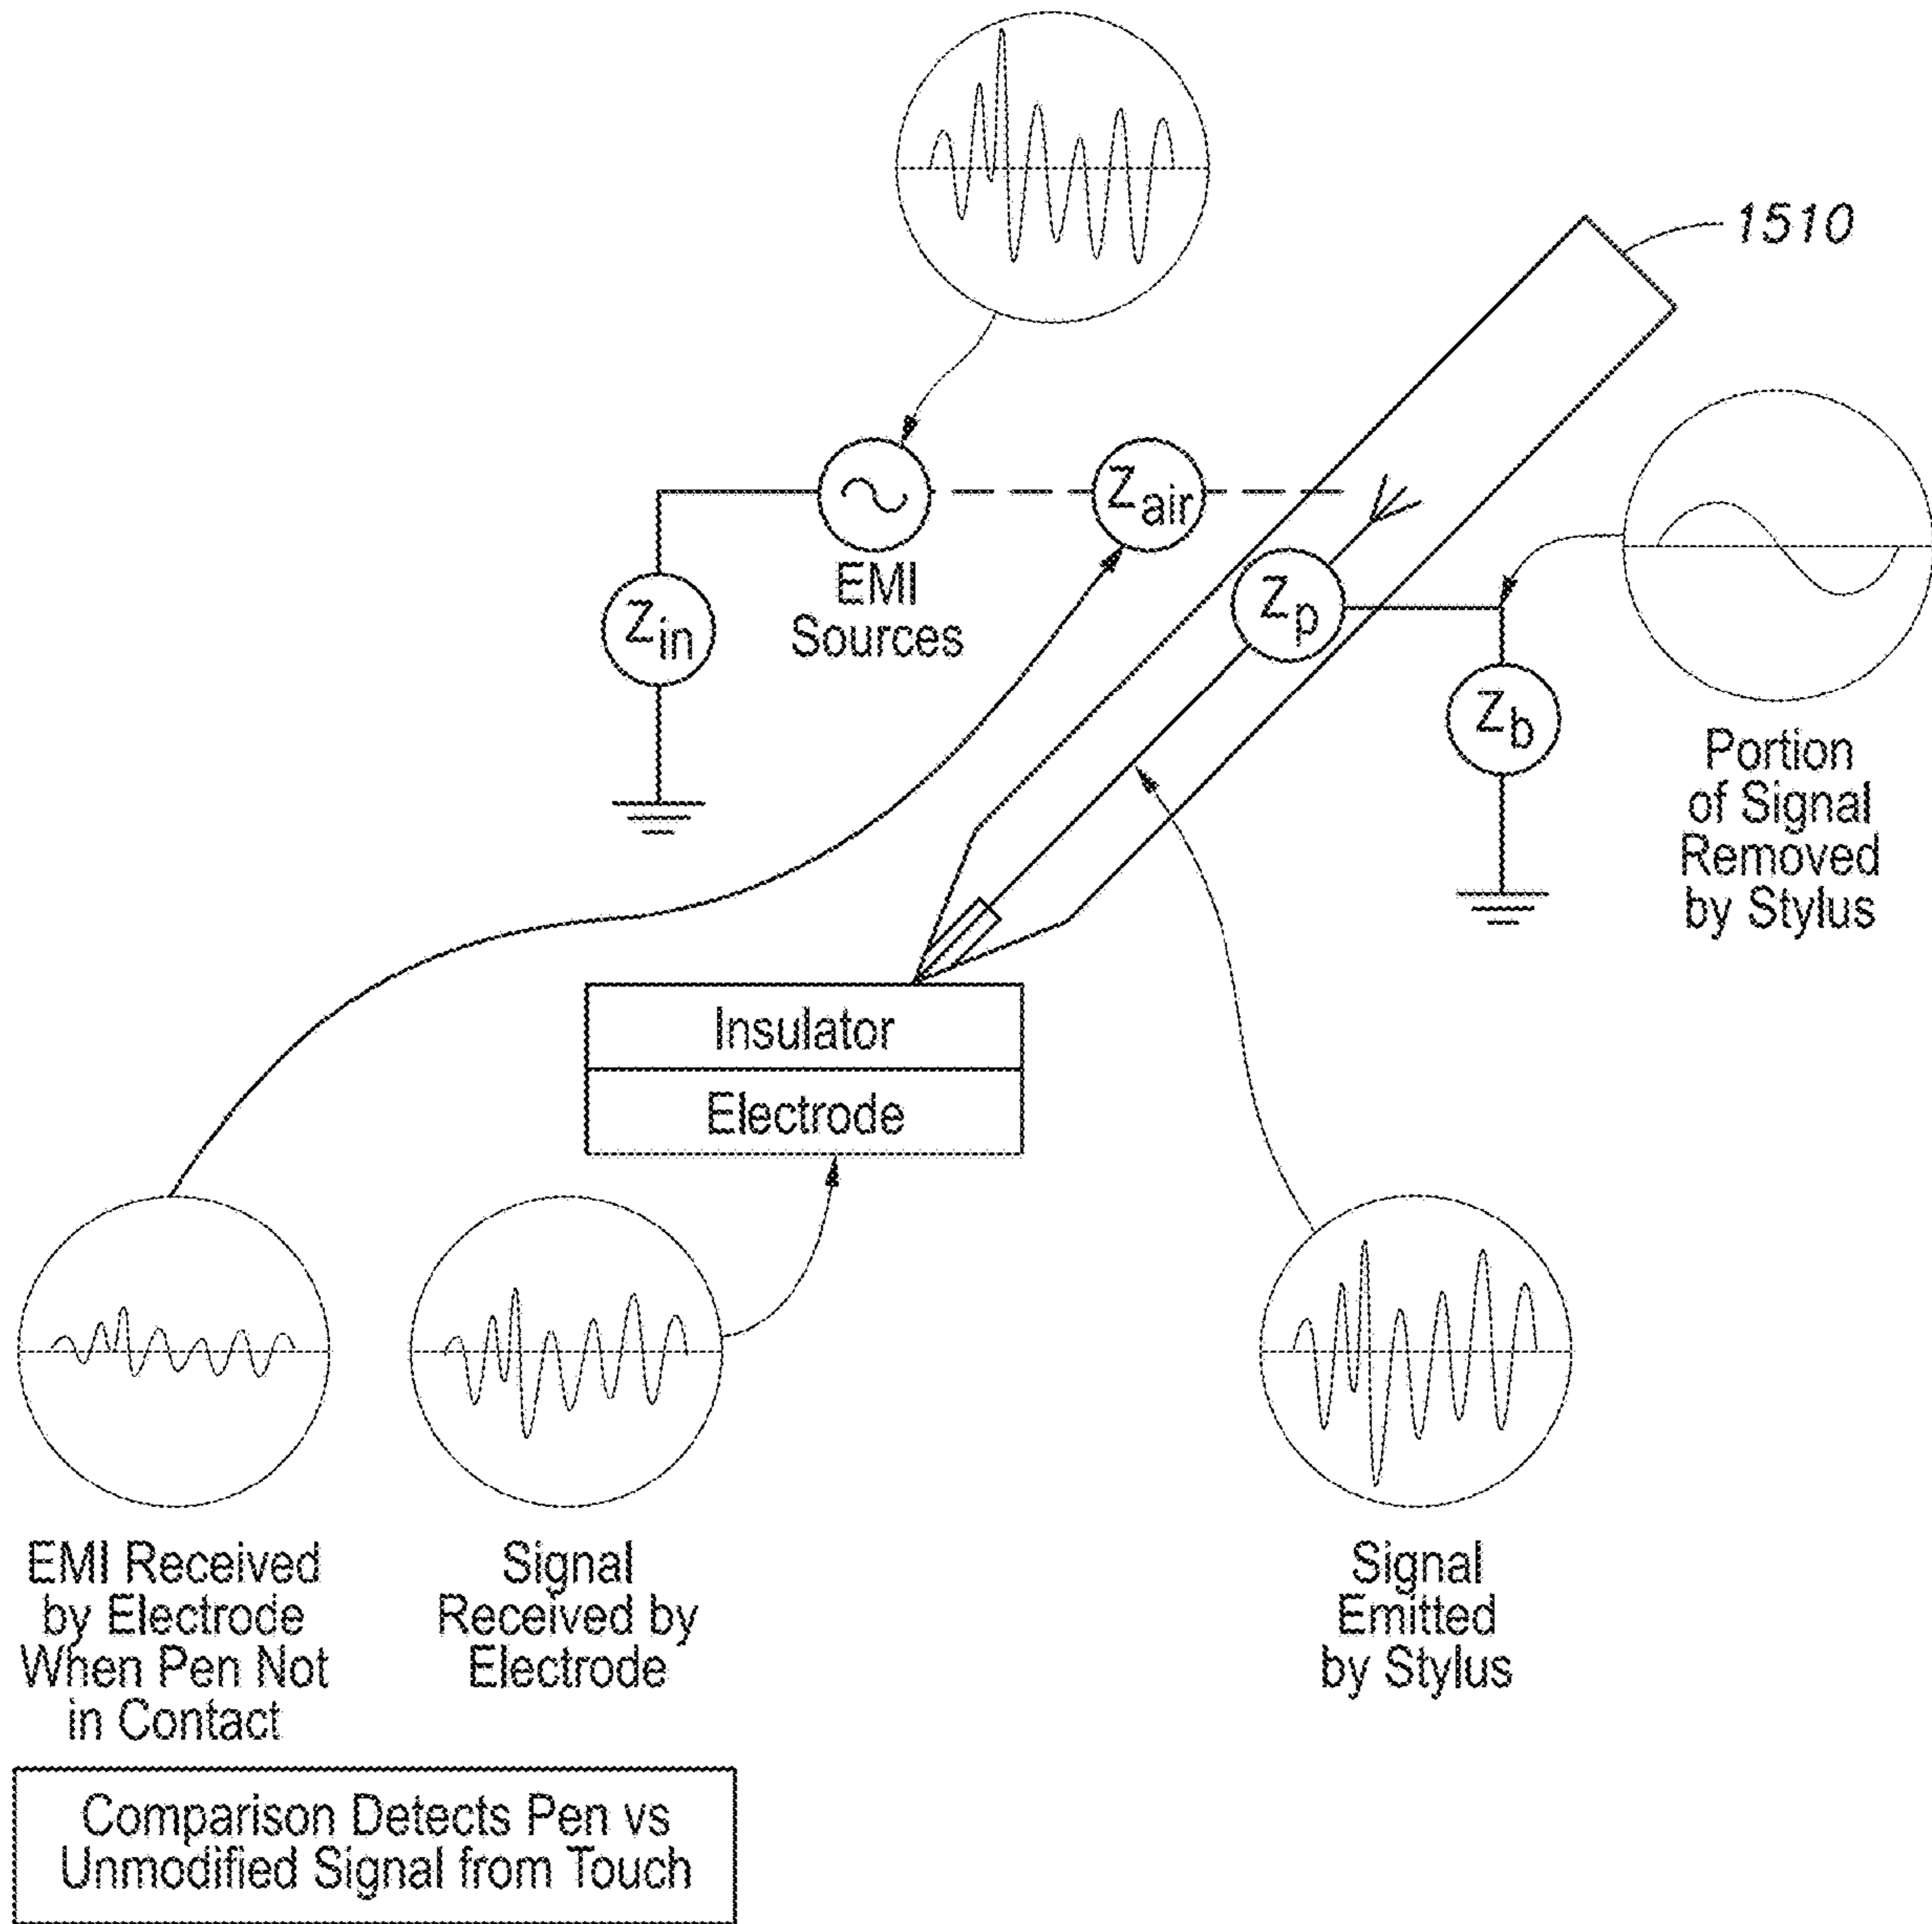 1510
Zair
EMI
Sources
Zin
Zp
Zb
Portion
of Signal
Removed
by Stylus
Insulator
Electrode
EMI Received
by Electrode
When Pen Not
in Contact
Signal
Received by
Electrode
Signal
Emitted
by Stylus
Comparison Detects Pen vs
Unmodified Signal from Touch